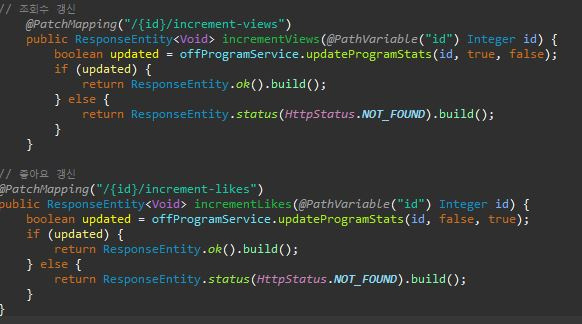 // 조회수 갱신
@PatchMapping("/{id}/increment-views")
public ResponseEntity<Void> incrementViews(@PathVariable("id") Integer id) {
boolean updated = offProgramService.updateProgramStats(id, true, false);
if (updated) {
return ResponseEntity.ok().build();
} else {
return ResponseEntity.status(HttpStatus.NOT_FOUND).build();
}
}
// 좋아요 갱신
@PatchMapping("/{id}/increment-likes")
public ResponseEntity<Void> incrementLikes(@PathVariable("id") Integer id) {
boolean updated = offProgramService.updateProgramStats(id, false, true);
if (updated) {
return ResponseEntity.ok().build();
} else {
return ResponseEntity.status(HttpStatus.NOT_FOUND).build();
}
}